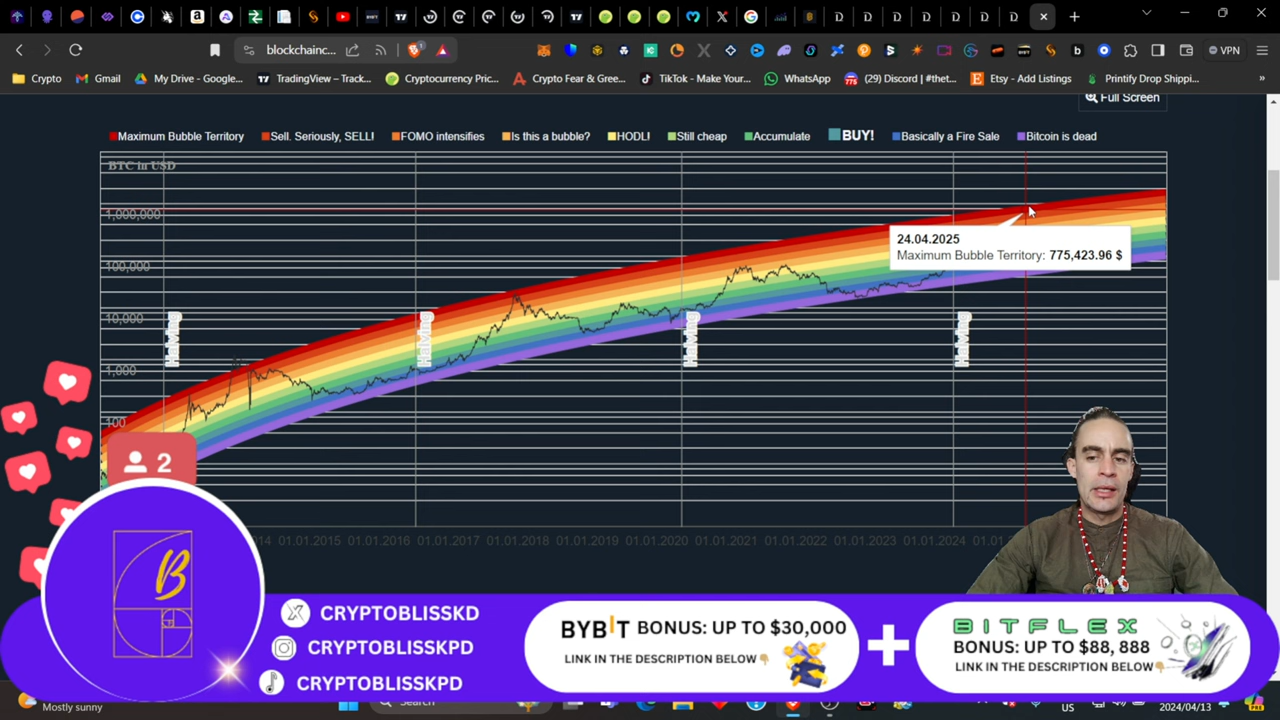 blockchainc...
1
VPN
Crypto
Gmail
My Drive - Google...
TradingView – Track...
Cryptocurrency Pric...
Crypto Fear & Gree...
TikTok - Make Your...
WhatsApp
(29) Discord | #thet...
Etsy - Add Listings
Printify Drop Shippi...
»
Full Screen
Maximum Bubble Territory
Sell. Seriously, SELL!
FOMO intensifies
Is this a bubble?
HODL!
Still cheap
Accumulate
BUY!
Basically a Fire Sale
Bitcoin is dead
BTC in USD
1,000,000
100,000
10,000
1,000
100
Halving
Halving
Halving
Halving
24.04.2025
Maximum Bubble Territory: 775,423.96 $
2014
01.01.2015
01.01.2016
01.01.2017
01.01.2018
01.01.2019
01.01.2020
01.01.2021
01.01.2022
01.01.2023
01.01.2024
2
B
CRYPTOBLISSKD
CRYPTOBLISSKPD
CRYPTOBLISSKPD
BYBIT BONUS: UP TO $30,000
LINK IN THE DESCRIPTION BELOW
+
BITFLEX
BONUS: UP TO $88, 888
LINK IN THE DESCRIPTION BELOW
Mostly sunny
Search
US
2024/04/13